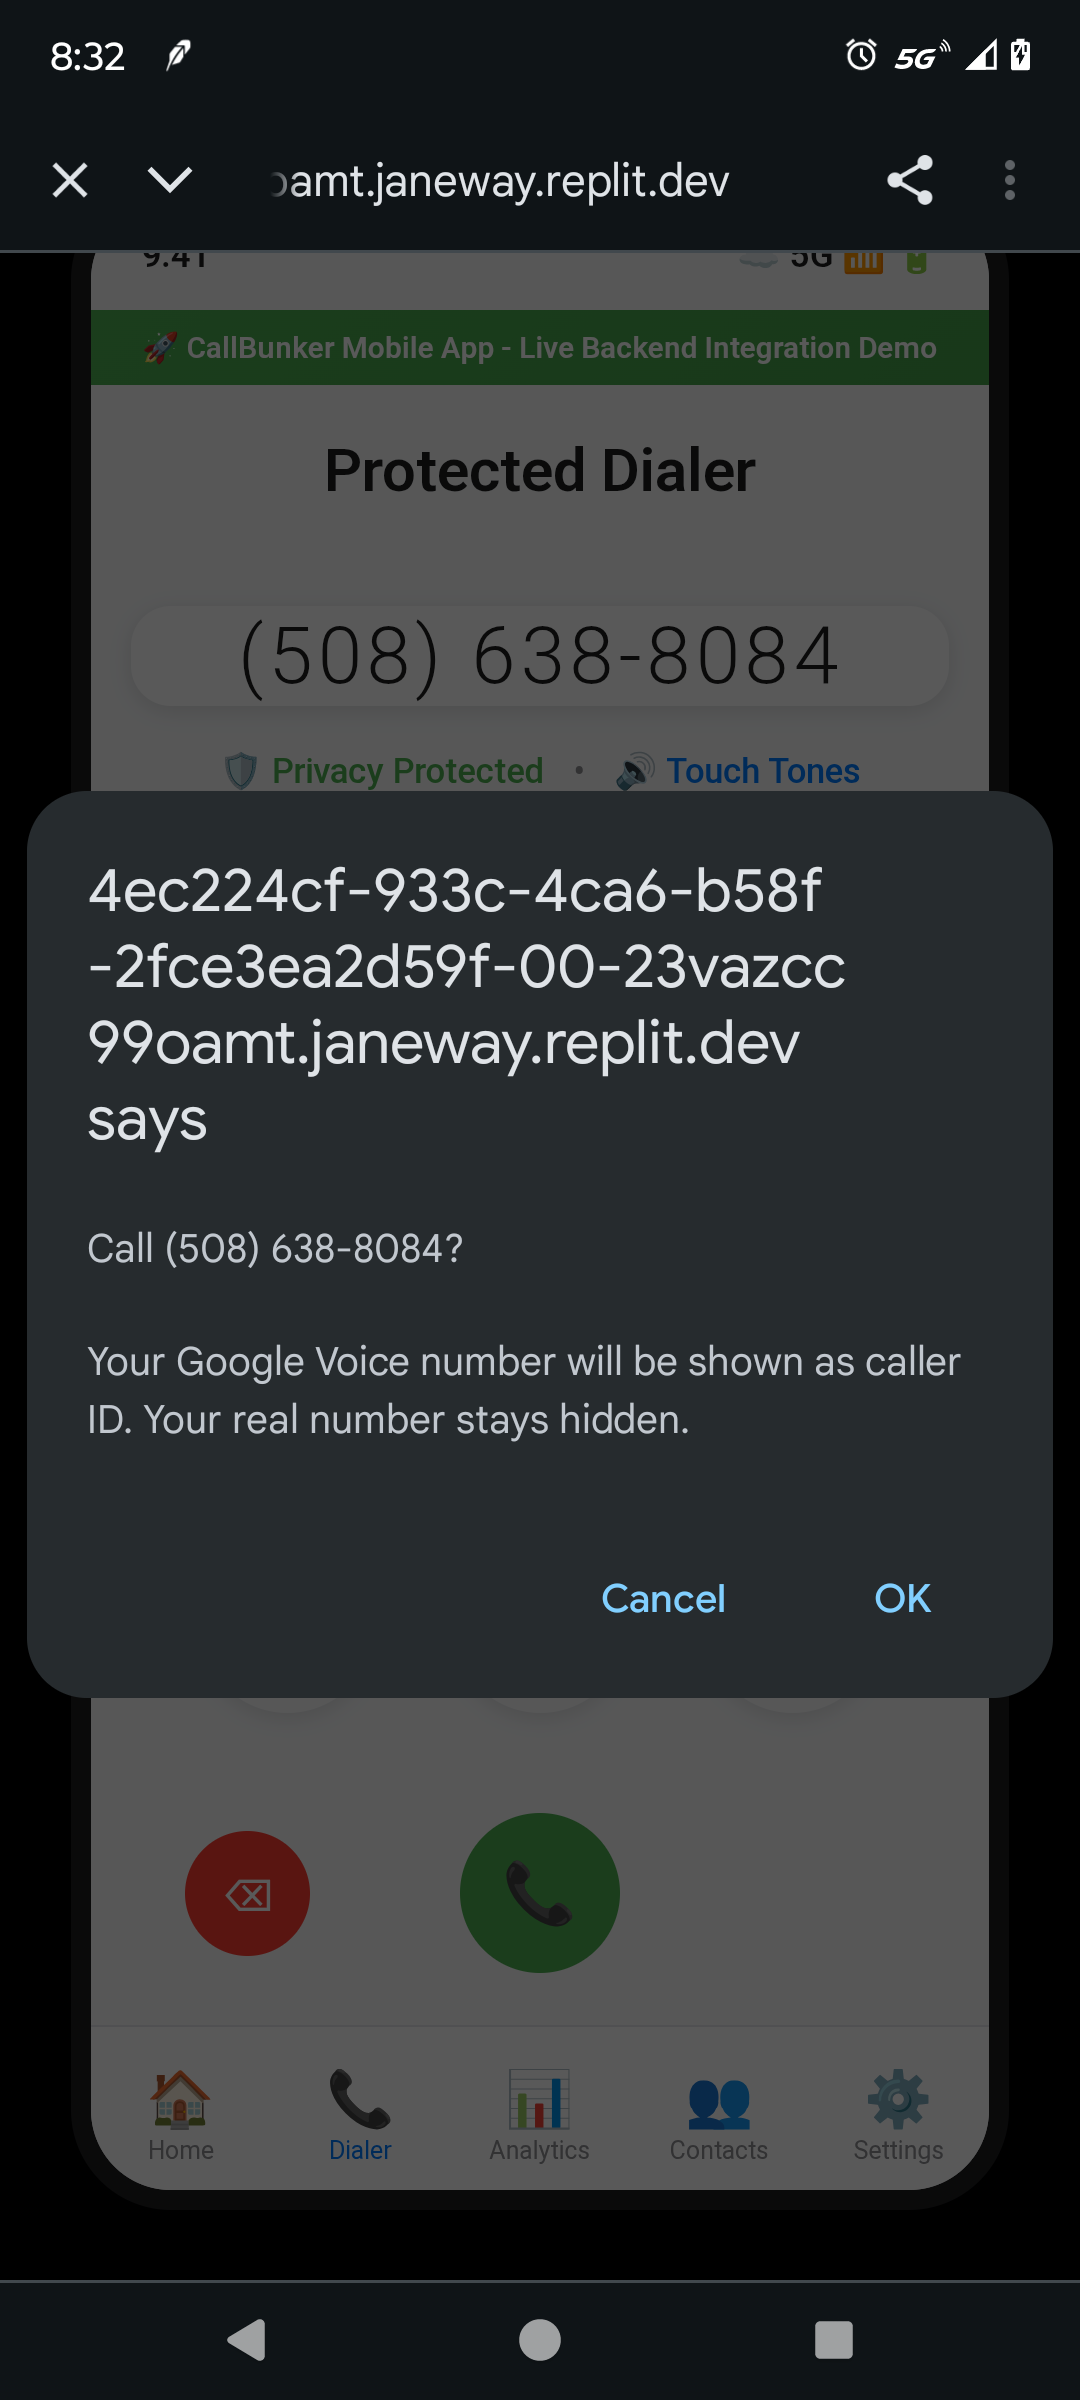 8:32
5G
oamt.janeway.replit.dev
9:41
5G
🚀 CallBunker Mobile App - Live Backend Integration Demo
Protected Dialer
(508) 638-8084
🛡️ Privacy Protected • 🔊 Touch Tones
4ec224cf-933c-4ca6-b58f
-2fce3ea2d59f-00-23vazcc
99oamt.janeway.replit.dev
says
Call (508) 638-8084?
Your Google Voice number will be shown as caller
ID. Your real number stays hidden.
Cancel OK
Home Dialer Analytics Contacts Settings